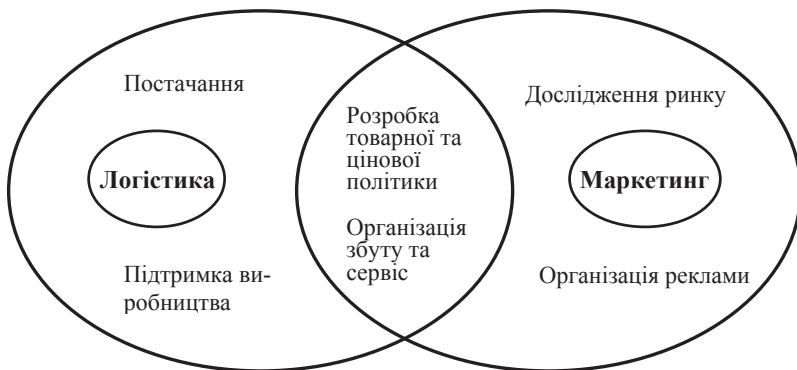 Постачання
Логістика
Підтримка ви-
робництва
Розробка
товарної та
цінової
політики
Організація
збуту та
сервіс
Дослідження ринку
Маркетинг
Організація реклами